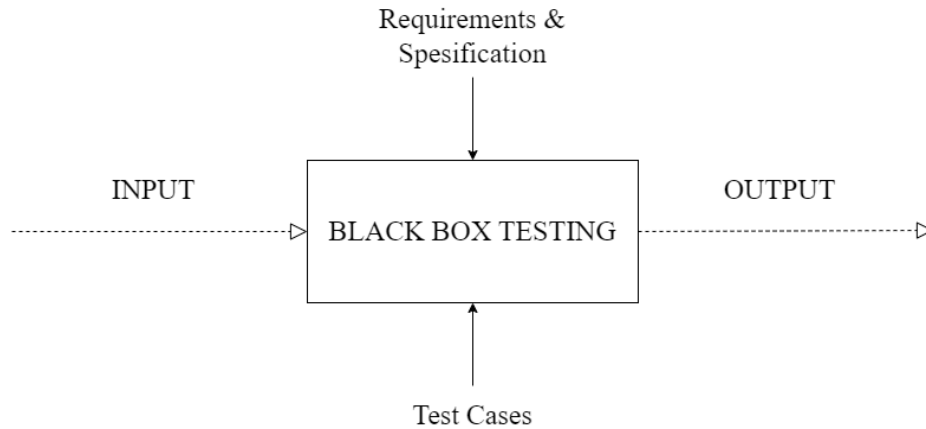 Requirements &
Spesification
INPUT
OUTPUT
BLACK BOX TESTING
Test Cases